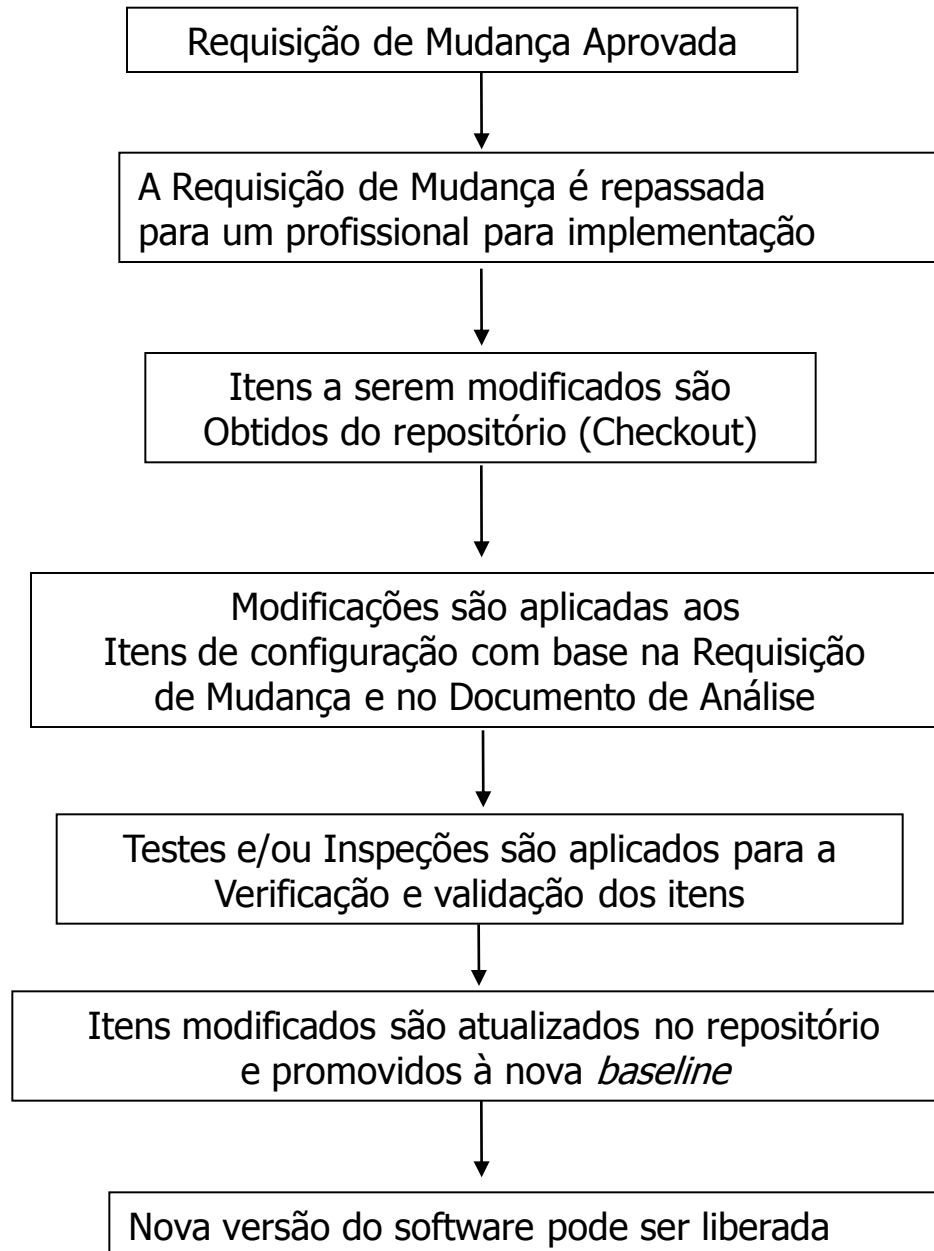 Requisição de Mudança Aprovada
A Requisição de Mudança é repassada
para um profissional para implementação
Itens a serem modificados são
Obtidos do repositório (Checkout)
Modificações são aplicadas aos
Itens de configuração com base na Requisição
de Mudança e no Documento de Análise
Testes e/ou Inspeções são aplicados para a
Verificação e validação dos itens
Itens modificados são atualizados no repositório
e promovidos à nova baseline
Nova versão do software pode ser liberada